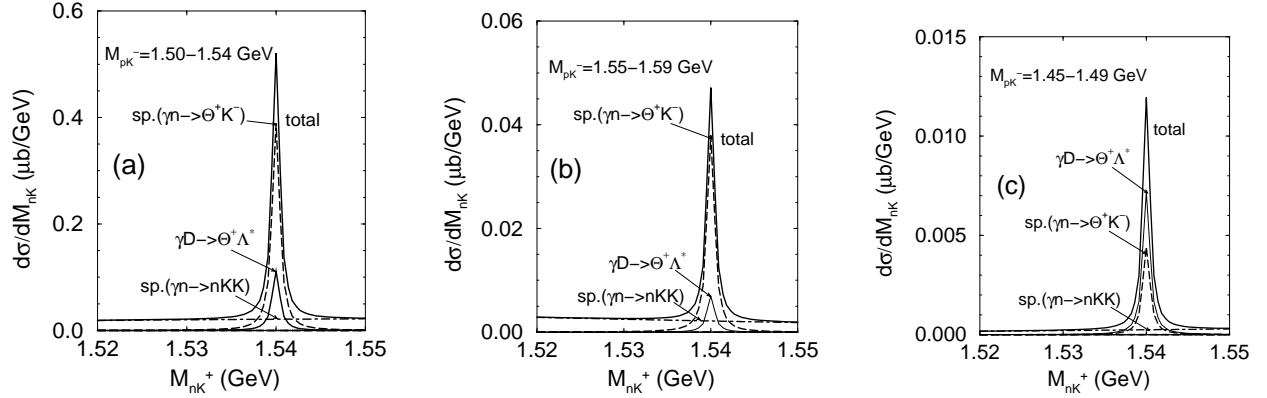 0.6
M_pK⁻=1.50−1.54 GeV
sp.(γn−>Θ⁺K⁻)
total
0.4
(a)
dσ/dM_nK (μb/GeV)
0.2
γD−>Θ⁺Λ*
sp.(γn−>nKK)
0.0
1.52 1.53 1.54 1.55
M_nK⁺ (GeV)
0.06
M_pK⁻=1.55−1.59 GeV
sp.(γn−>Θ⁺K⁻)
total
0.04
(b)
dσ/dM_nK (μb/GeV)
0.02
γD−>Θ⁺Λ*
sp.(γn−>nKK)
0.00
1.52 1.53 1.54 1.55
M_nK⁺ (GeV)
0.015
M_pK⁻=1.45−1.49 GeV
total
0.010
γD−>Θ⁺Λ*
(c)
dσ/dM_nK (μb/GeV)
sp.(γn−>Θ⁺K⁻)
0.005
sp.(γn−>nKK)
0.000
1.52 1.53 1.54 1.55
M_nK⁺ (GeV)